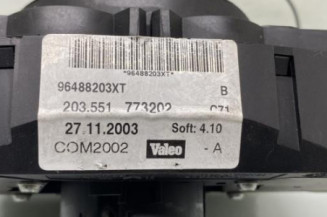 *96488203XT*
96488203XT B
203.551 773202 C71
27.11.2003 Soft: 4.10
COM2002 Valeo - A